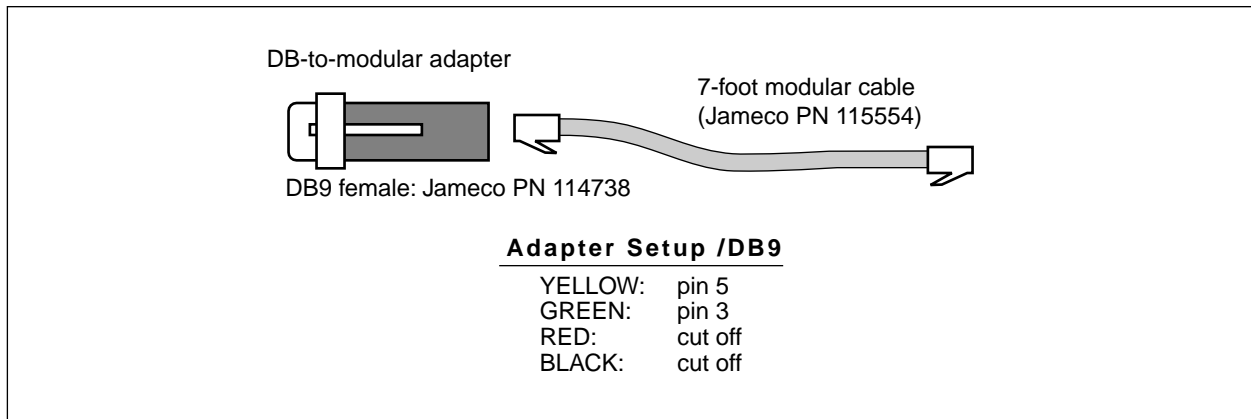 DB-to-modular adapter
7-foot modular cable
(Jameco PN 115554)
DB9 female: Jameco PN 114738
Adapter Setup /DB9
YELLOW: pin 5
GREEN: pin 3
RED: cut off
BLACK: cut off